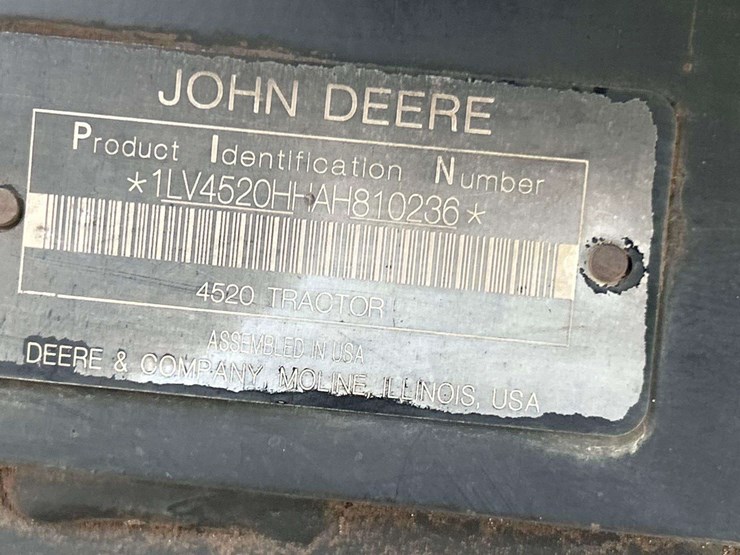 JOHN DEERE
Product Identification Number
*1LV4520HHAH810236*
4520 TRACTOR
ASSEMBLED IN USA
DEERE & COMPANY, MOLINE, ILLINOIS, USA